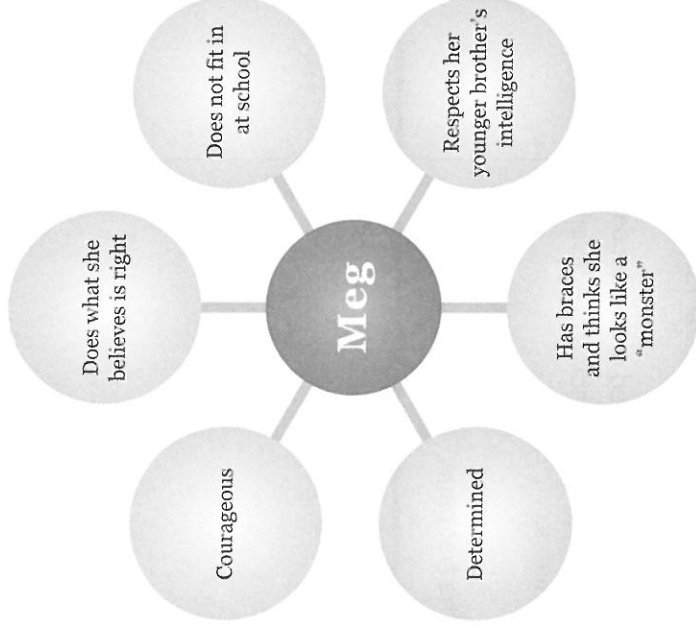 Meg
Does not fit in
at school
Respects her
younger brother's
intelligence
Does what she
believes is right
Has braces
and thinks she
looks like a
"monster"
Courageous
Determined